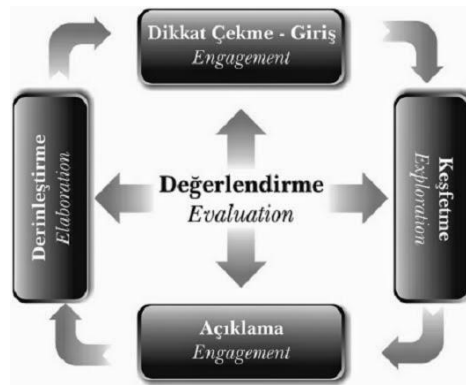 Dikkat Çekme - Giriş
Engagement
Keşfetme
Exploration
Değerlendirme
Evaluation
Derinleştirme
Elaboration
Açıklama
Engagement